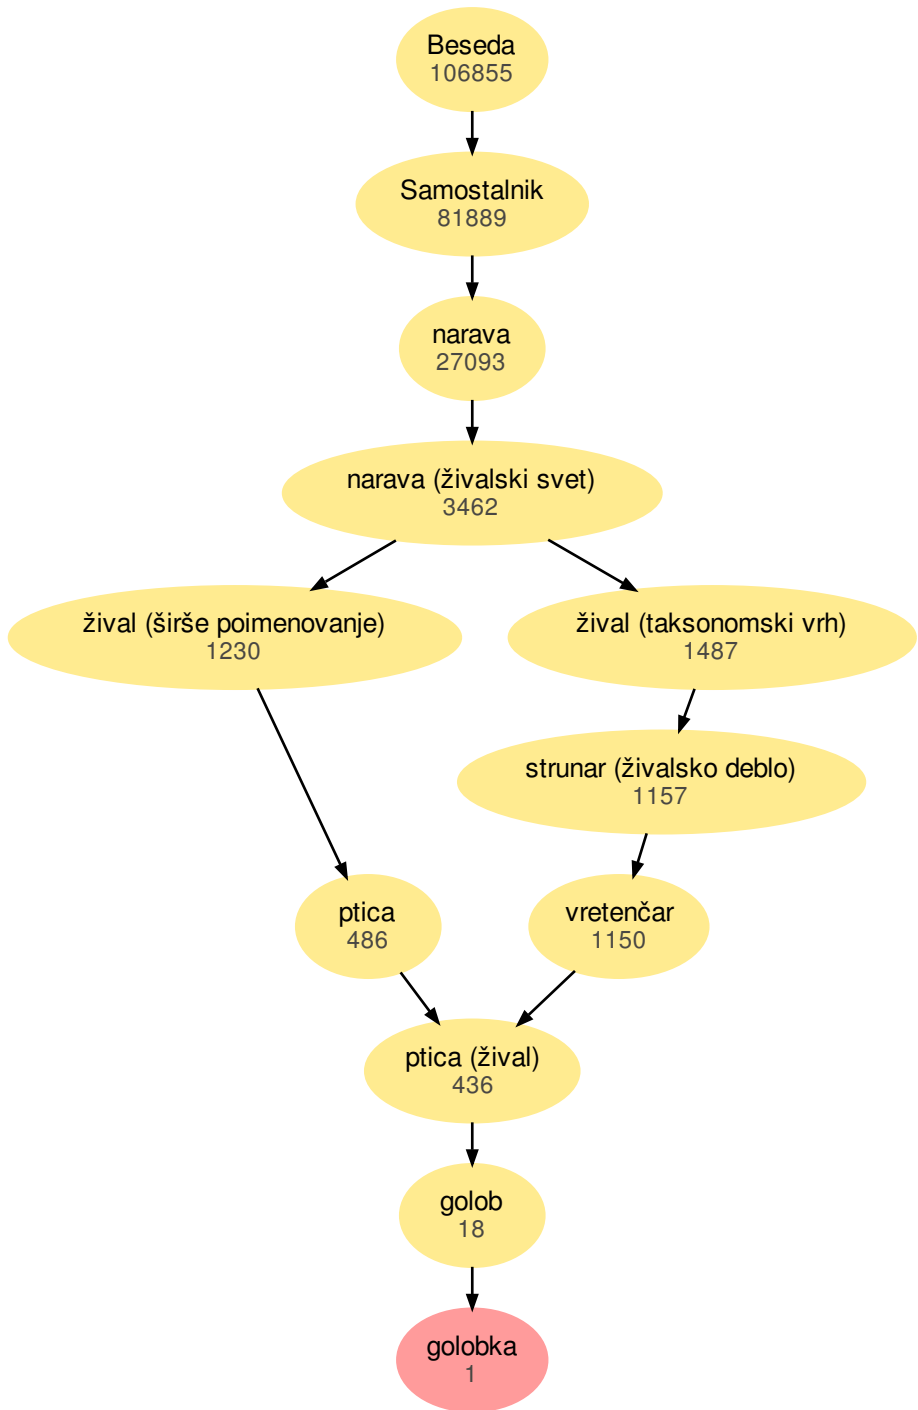 Beseda
106855
Samostalnik
81889
narava
27093
narava (živalski svet)
3462
žival (širše poimenovanje)
1230
žival (taksonomski vrh)
1487
strunar (živalsko deblo)
1157
ptica
486
vretenčar
1150
ptica (žival)
436
golob
18
golobka
1